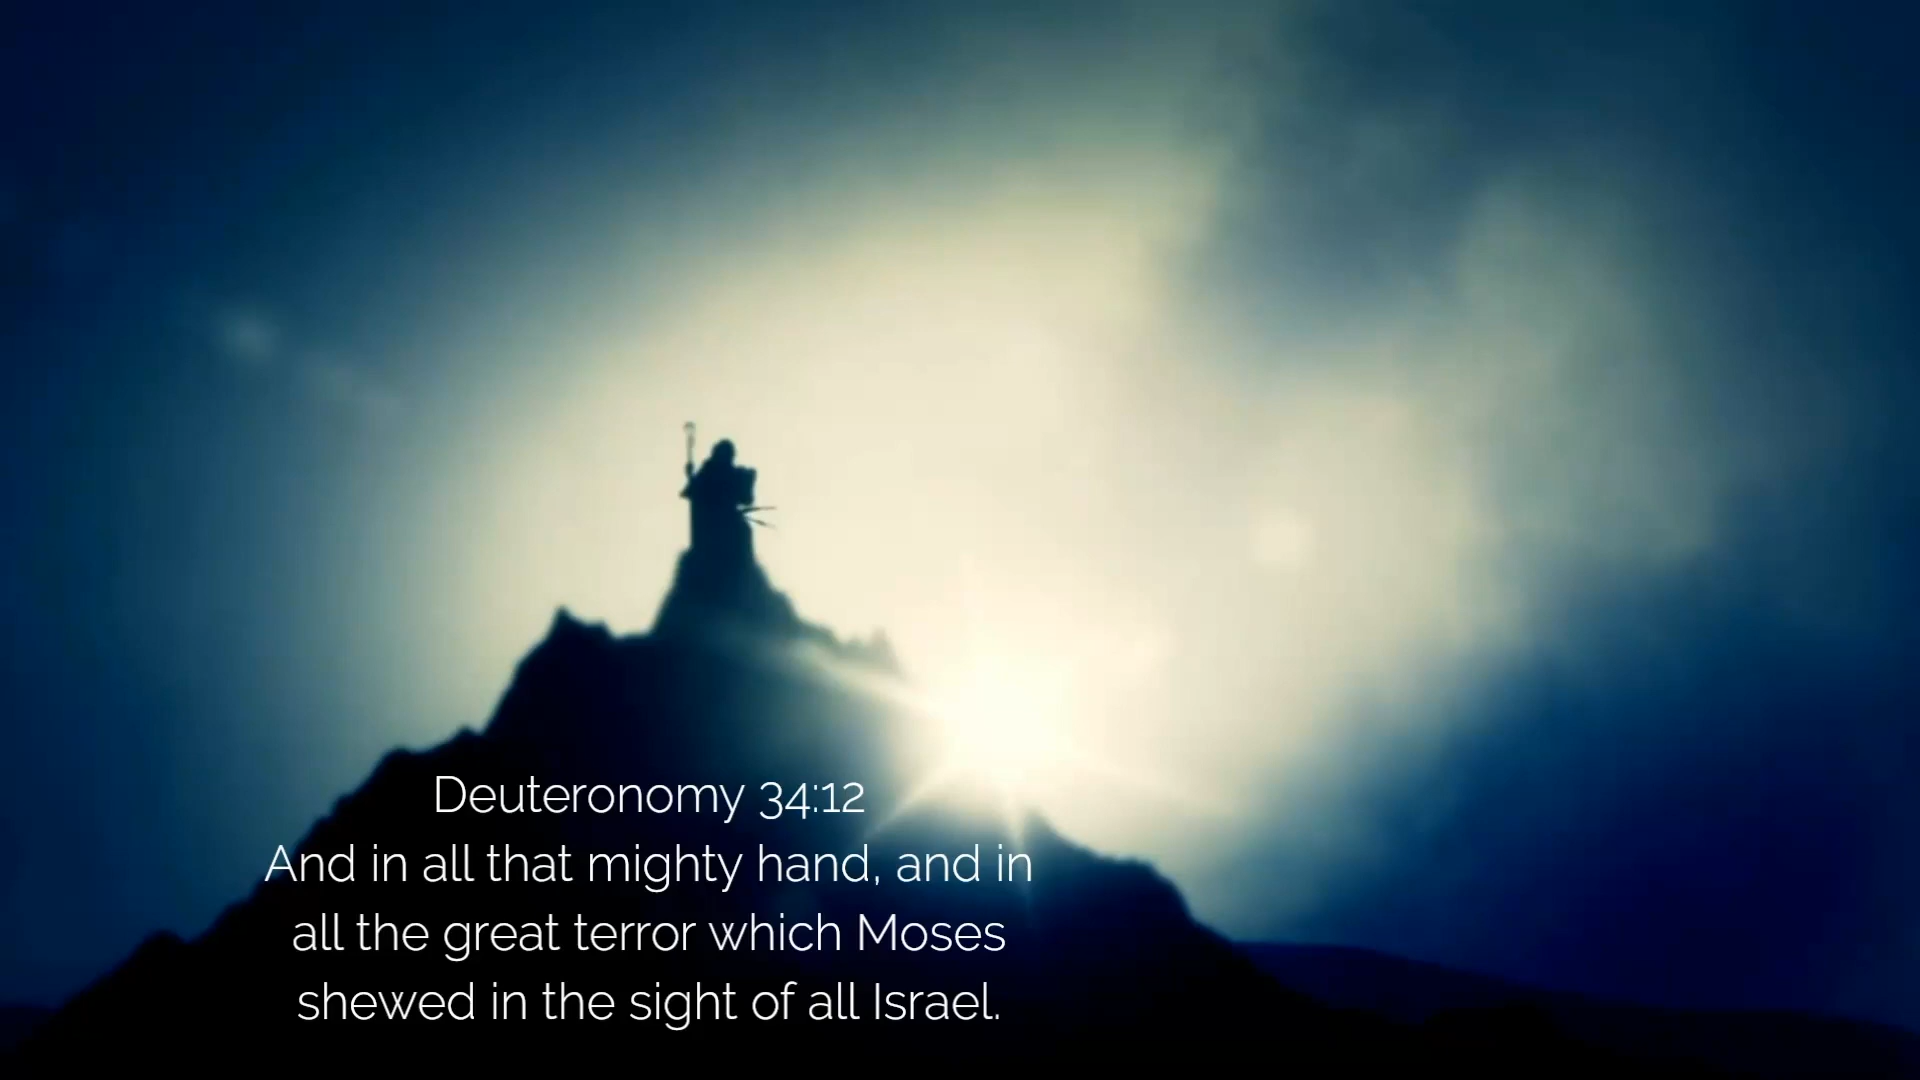 Deuteronomy 34:12
And in all that mighty hand, and in
all the great terror which Moses
shewed in the sight of all Israel.